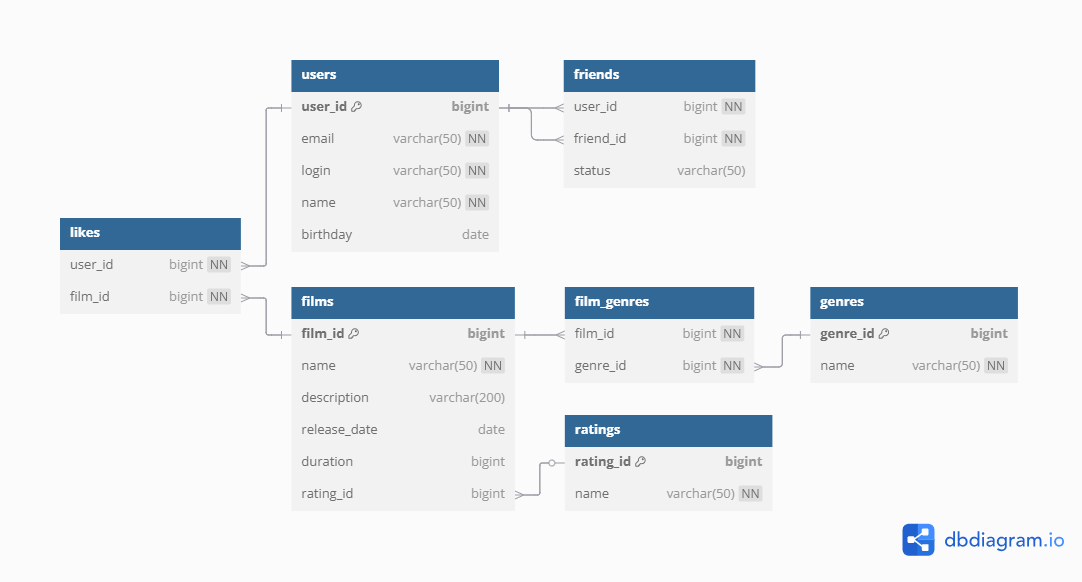 users
user_id bigint
email varchar(50) NN
login varchar(50) NN
name varchar(50) NN
birthday date
friends
user_id bigint NN
friend_id bigint NN
status varchar(50)
likes
user_id bigint NN
film_id bigint NN
films
film_id bigint
name varchar(50) NN
description varchar(200)
release_date date
duration bigint
rating_id bigint
film_genres
film_id bigint NN
genre_id bigint NN
genres
genre_id bigint
name varchar(50) NN
ratings
rating_id bigint
name varchar(50) NN
dbdiagram.io